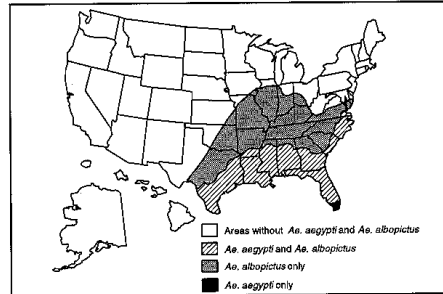 Areas without Ae. aegypti and Ae. albopictus
Ae. aegypti and Ae. albopictus
Ae. albopictus only
Ae. aegypti only